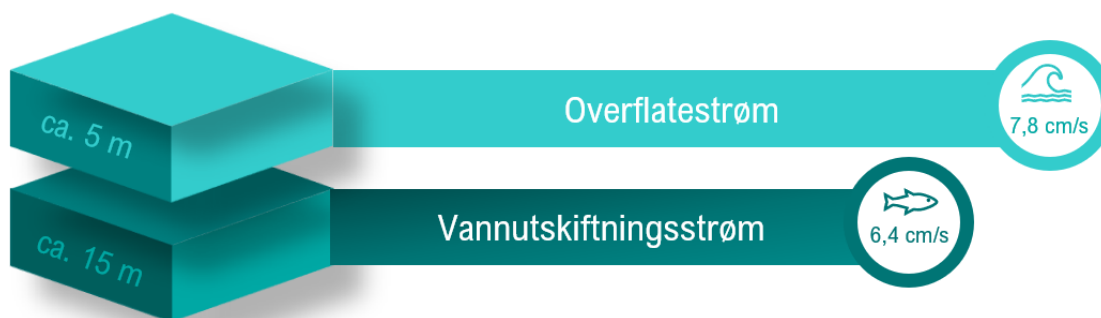 ca. 5 m
Overflatestrøm
7,8 cm/s
ca. 15 m
Vannutskiftningsstrøm
6,4 cm/s